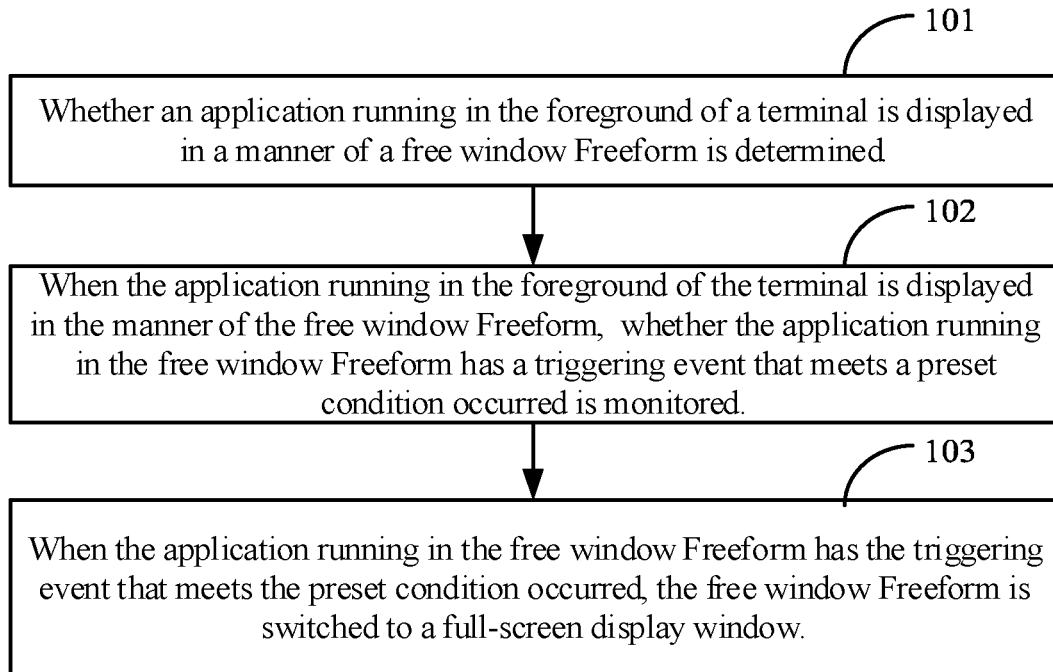 101
Whether an application running in the foreground of a terminal is displayed
in a manner of a free window Freeform is determined
102
When the application running in the foreground of the terminal is displayed
in the manner of the free window Freeform, whether the application running
in the free window Freeform has a triggering event that meets a preset
condition occurred is monitored.
103
When the application running in the free window Freeform has the triggering
event that meets the preset condition occurred, the free window Freeform is
switched to a full-screen display window.